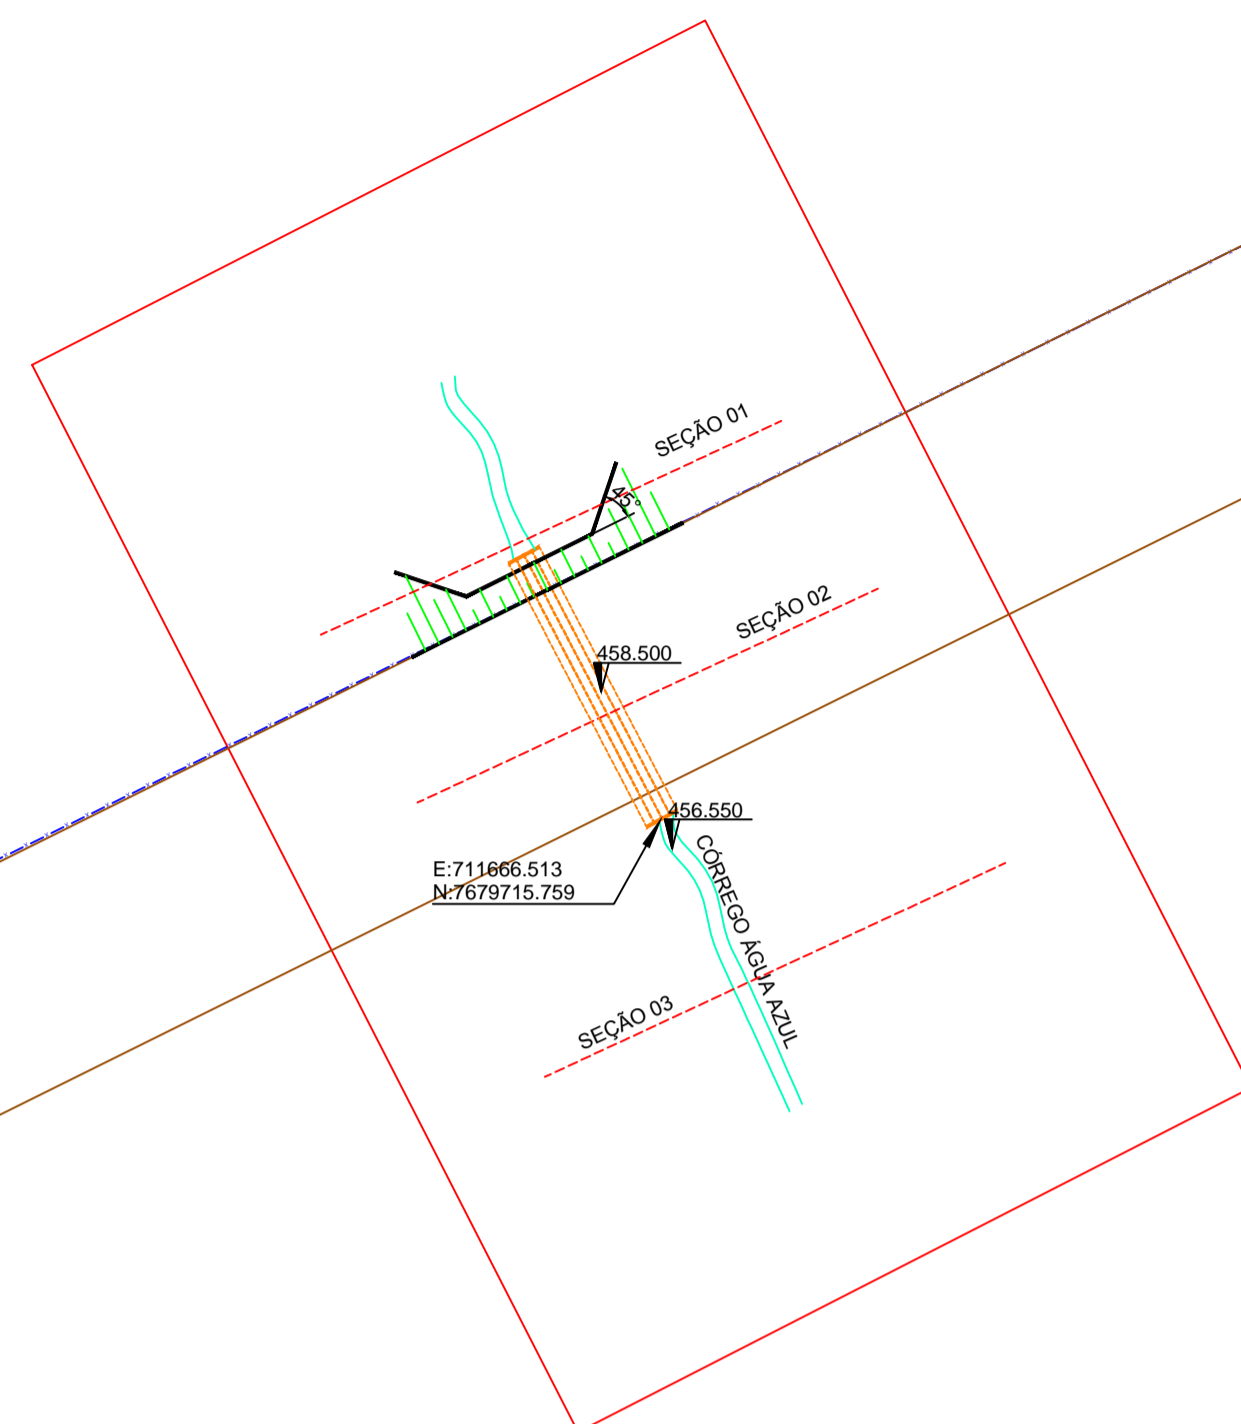 SEÇÃO 01
45°
SEÇÃO 02
458.500
456.550
E:711666.513
N:7679715.759
CÓRREGO ÁGUA AZUL
SEÇÃO 03